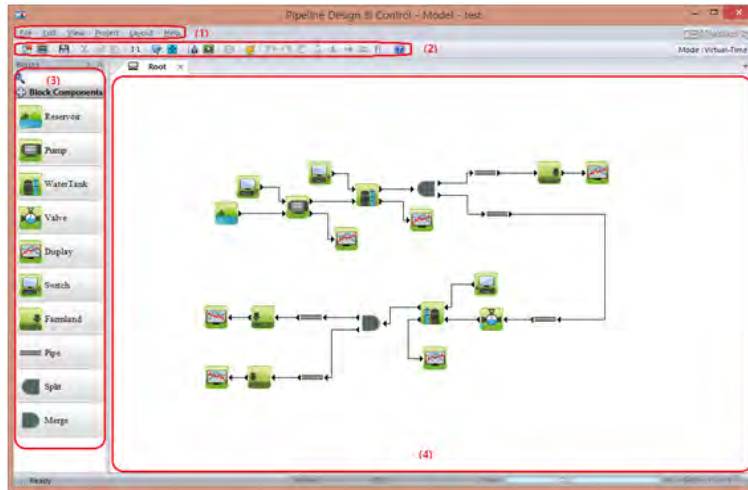 Pipeline Design & Control - Model - test
File Edit View Project Layout Help (1)
(2) Mode : Virtual-Time
Root
(3)
Block Components
Reservoir
Pump
WaterTank
Valve
Display
Switch
Farmland
Pipe
Split
Merge
(4)
Ready